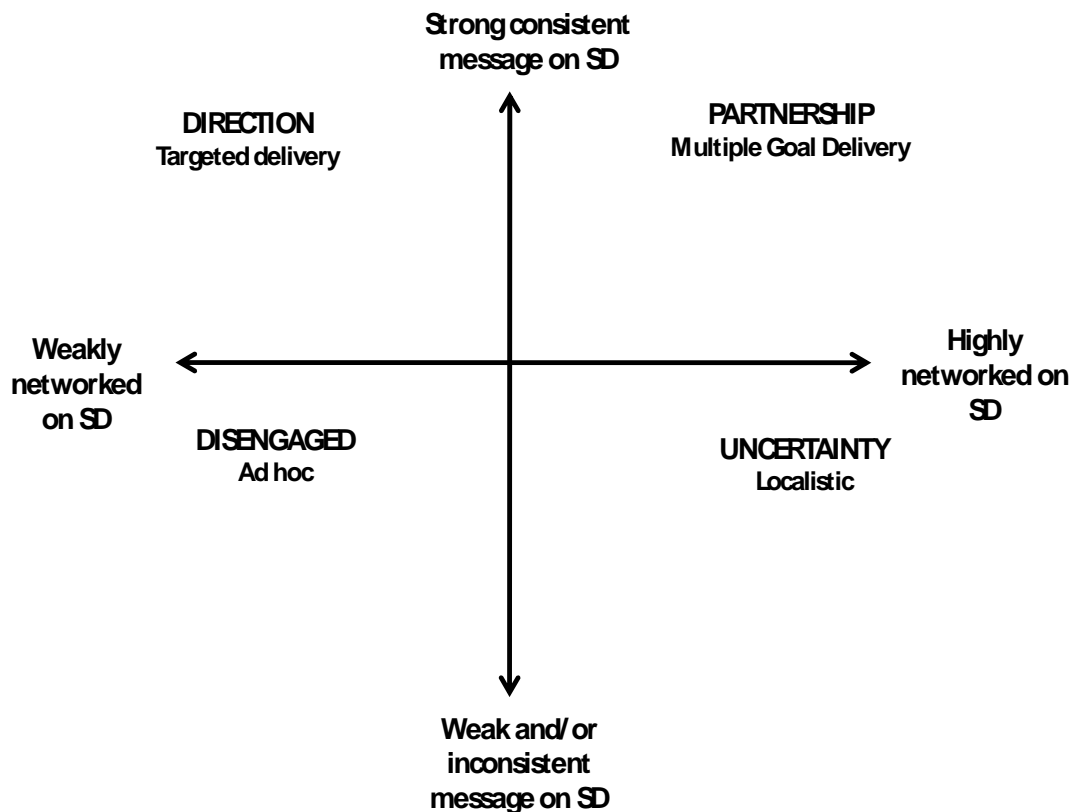 Strong consistent
message on SD
DIRECTION
Targeted delivery
PARTNERSHIP
Multiple Goal Delivery
Weakly
networked
on SD
Highly
networked on
SD
DISENGAGED
Ad hoc
UNCERTAINTY
Localistic
Weak and/or
inconsistent
message on SD